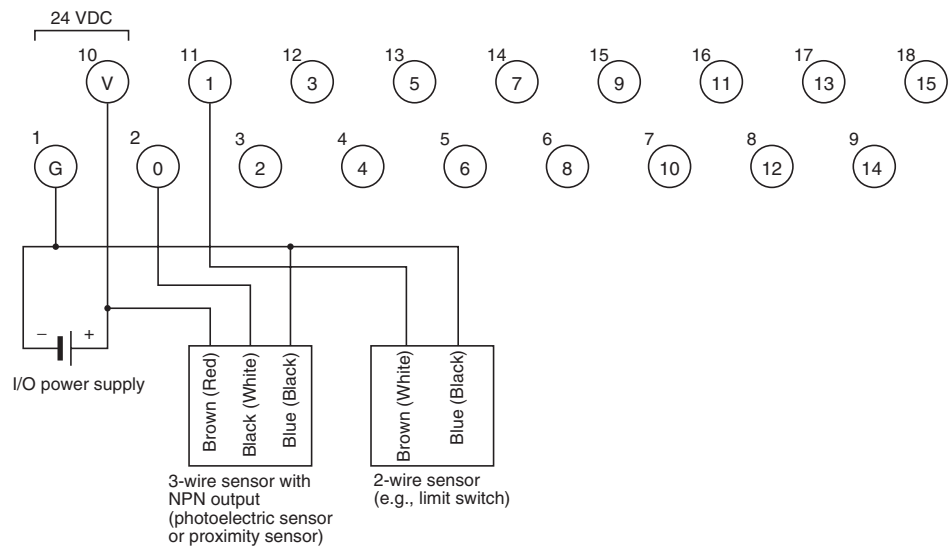 24 VDC
10 11 12 13 14 15 16 17 18
V 1 3 5 7 9 11 13 15
1 2 3 4 5 6 7 8 9
G 0 2 4 6 8 10 12 14
– +
I/O power supply
Brown (Red)
Black (White)
Blue (Black)
Brown (White)
Blue (Black)
3-wire sensor with
NPN output
(photoelectric sensor
or proximity sensor)
2-wire sensor
(e.g., limit switch)